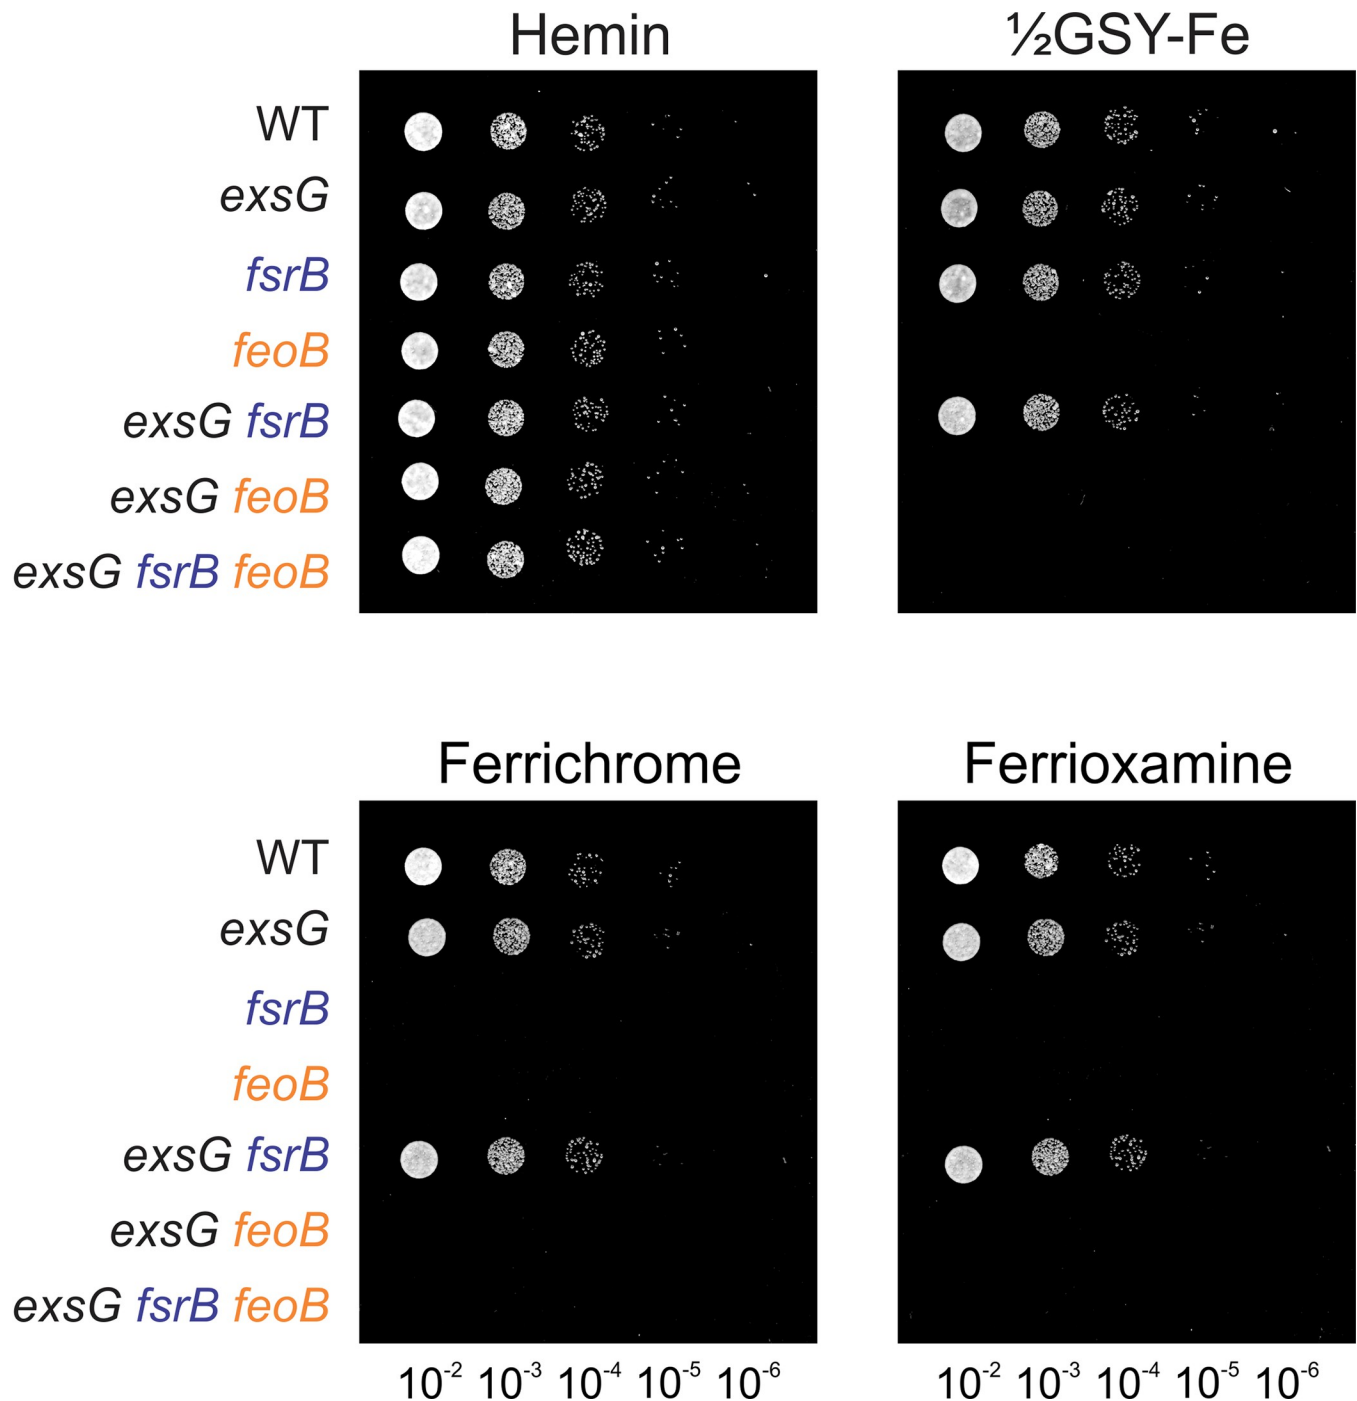 Hemin ½GSY-Fe
WT
exsG
fsrB
feoB
exsG fsrB
exsG feoB
exsG fsrB feoB
Ferrichrome Ferrioxamine
WT
exsG
fsrB
feoB
exsG fsrB
exsG feoB
exsG fsrB feoB
10⁻² 10⁻³ 10⁻⁴ 10⁻⁵ 10⁻⁶ 10⁻² 10⁻³ 10⁻⁴ 10⁻⁵ 10⁻⁶